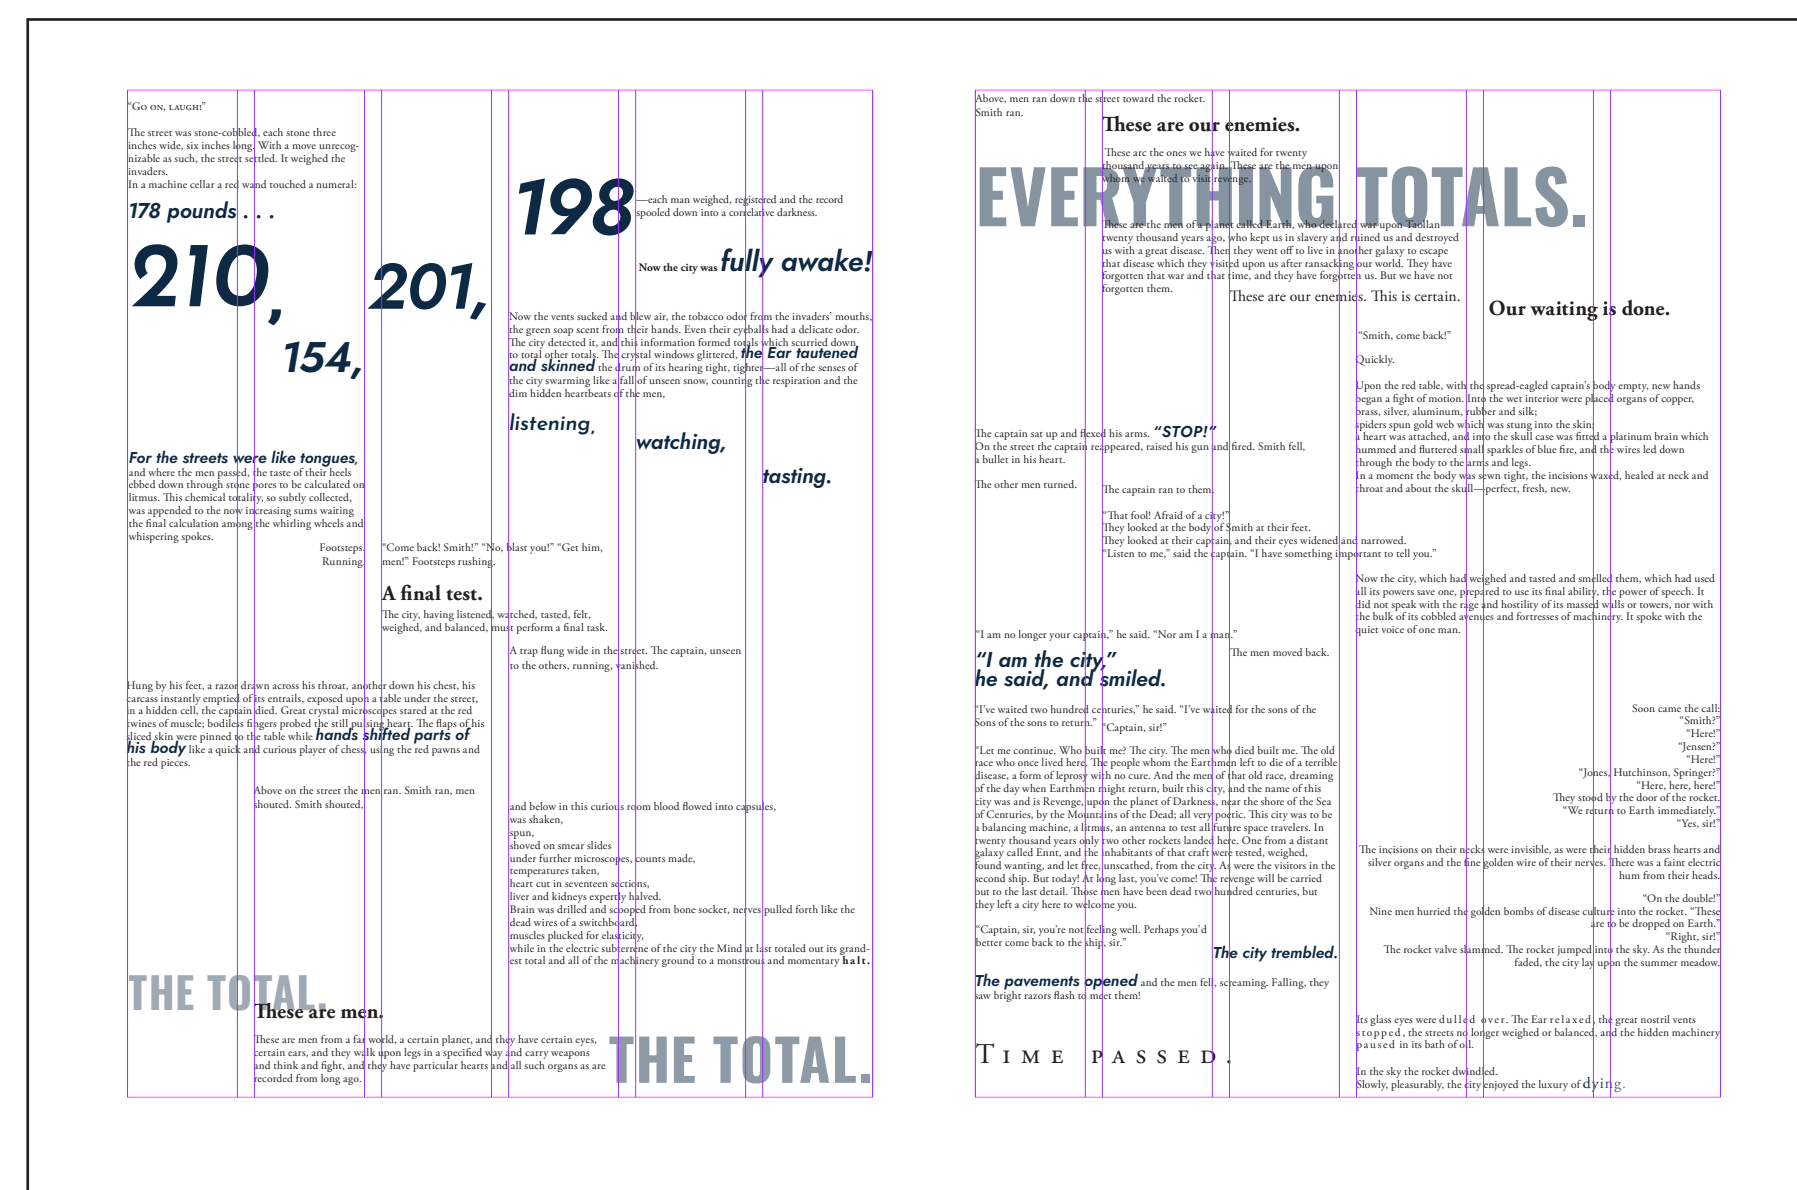 “Go on, laugh!”
The street was stone-cobbled, each stone three
inches wide, six inches long. With a move unrecog-
nizable as such, the street settled. It weighed the
invaders.
In a machine cellar a red wand touched a numeral:
178 pounds . . .
210,
201,
154,
198
—each man weighed, registered and the record
spooled down into a correlative darkness.
Now the city was fully awake!
Now the vents sucked and blew air, the tobacco odor from the invaders’ mouths,
the green soap scent from their hands. Even their eyeballs had a delicate odor.
The city detected it, and this information formed totals which scurried down
to total other totals. The crystal windows glittered, the Ear tautened
and skinned the drum of its hearing tight, tighter—all of the senses of
the city swarming like a fall of unseen snow, counting the respiration and the
dim hidden heartbeats of the men,
listening,
watching,
tasting.
For the streets were like tongues,
and where the men passed, the taste of their heels
ebbed down through stone pores to be calculated on
litmus. This chemical totality, so subtly collected,
was appended to the now increasing sums waiting
the final calculation among the whirling wheels and
whispering spokes.
Footsteps.
Running.
“Come back! Smith!” “No, blast you!” “Get him,
men!” Footsteps rushing.
A final test.
The city, having listened, watched, tasted, felt,
weighed, and balanced, must perform a final task.
A trap flung wide in the street. The captain, unseen
to the others, running, vanished.
Hung by his feet, a razor drawn across his throat, another down his chest, his
carcass instantly emptied of its entrails, exposed upon a table under the street,
in a hidden cell, the captain died. Great crystal microscopes stared at the red
twines of muscle; bodiless fingers probed the still pulsing heart. The flaps of his
sliced skin were pinned to the table while hands shifted parts of
his body like a quick and curious player of chess, using the red pawns and
the red pieces.
Above on the street the men ran. Smith ran, men
shouted. Smith shouted,
and below in this curious room blood flowed into capsules,
was shaken,
spun,
shoved on smear slides
under further microscopes, counts made,
temperatures taken,
heart cut in seventeen sections,
liver and kidneys expertly halved.
Brain was drilled and scooped from bone socket, nerves pulled forth like the
dead wires of a switchboard,
muscles plucked for elasticity,
while in the electric subterrene of the city the Mind at last totaled out its grand-
est total and all of the machinery ground to a monstrous and momentary halt.
THE TOTAL.
These are men.
These are men from a far world, a certain planet, and they have certain eyes,
certain ears, and they walk upon legs in a specified way and carry weapons
and think and fight, and they have particular hearts and all such organs as are
recorded from long ago.
THE TOTAL.
Above, men ran down the street toward the rocket.
Smith ran.
These are our enemies.
These arc the ones we have waited for twenty
thousand years to see again. These are the men upon
whom we waited to visit revenge.
EVERYTHING TOTALS.
These are the men of a planet called Earth, who declared war upon Taollan
twenty thousand years ago, who kept us in slavery and ruined us and destroyed
us with a great disease. Then they went off to live in another galaxy to escape
that disease which they visited upon us after ransacking our world. They have
forgotten that war and that time, and they have forgotten us. But we have not
forgotten them.
These are our enemies. This is certain.
Our waiting is done.
“Smith, come back!”
Quickly.
Upon the red table, with the spread-eagled captain’s body empty, new hands
began a fight of motion. Into the wet interior were placed organs of copper,
brass, silver, aluminum, rubber and silk;
spiders spun gold web which was stung into the skin;
a heart was attached, and into the skull case was fitted a platinum brain which
hummed and fluttered small sparkles of blue fire, and the wires led down
through the body to the arms and legs.
In a moment the body was sewn tight, the incisions waxed, healed at neck and
throat and about the skull—perfect, fresh, new.
The captain sat up and flexed his arms. “STOP!”
On the street the captain reappeared, raised his gun and fired. Smith fell,
a bullet in his heart.
The other men turned.
The captain ran to them.
“That fool! Afraid of a city!”
They looked at the body of Smith at their feet.
They looked at their captain, and their eyes widened and narrowed.
“Listen to me,” said the captain. “I have something important to tell you.”
Now the city, which had weighed and tasted and smelled them, which had used
all its powers save one, prepared to use its final ability, the power of speech. It
did not speak with the rage and hostility of its massed walls or towers, nor with
the bulk of its cobbled avenues and fortresses of machinery. It spoke with the
quiet voice of one man.
“I am no longer your captain,” he said. “Nor am I a man.”
The men moved back.
“I am the city,”
he said, and smiled.
“I’ve waited two hundred centuries,” he said. “I’ve waited for the sons of the
Sons of the sons to return.”
“Captain, sir!”
“Let me continue. Who built me? The city. The men who died built me. The old
race who once lived here. The people whom the Earthmen left to die of a terrible
disease, a form of leprosy with no cure. And the men of that old race, dreaming
of the day when Earthmen might return, built this city, and the name of this
city was and is Revenge, upon the planet of Darkness, near the shore of the Sea
of Centuries, by the Mountains of the Dead; all very poetic. This city was to be
a balancing machine, a litmus, an antenna to test all future space travelers. In
twenty thousand years only two other rockets landed here. One from a distant
galaxy called Ennt, and the inhabitants of that craft were tested, weighed,
found wanting, and let free, unscathed, from the city. As were the visitors in the
second ship. But today! At long last, you’ve come! The revenge will be carried
out to the last detail. Those men have been dead two hundred centuries, but
they left a city here to welcome you.
“Captain, sir, you’re not feeling well. Perhaps you’d
better come back to the ship, sir.”
The city trembled.
The pavements opened and the men fell, screaming. Falling, they
saw bright razors flash to meet them!
Time passed.
Soon came the call:
“Smith?”
“Here!”
“Jensen?”
“Here!”
“Jones, Hutchinson, Springer?”
“Here, here, here!”
They stood by the door of the rocket.
“We return to Earth immediately.”
“Yes, sir!”
The incisions on their necks were invisible, as were their hidden brass hearts and
silver organs and the fine golden wire of their nerves. There was a faint electric
hum from their heads.
“On the double!”
Nine men hurried the golden bombs of disease culture into the rocket. “These
are to be dropped on Earth.”
“Right, sir!”
The rocket valve slammed. The rocket jumped into the sky. As the thunder
faded, the city lay upon the summer meadow.
Its glass eyes were dulled over. The Ear relaxed, the great nostril vents
stopped, the streets no longer weighed or balanced, and the hidden machinery
paused in its bath of oil.
In the sky the rocket dwindled.
Slowly, pleasurably, the city enjoyed the luxury of dying.